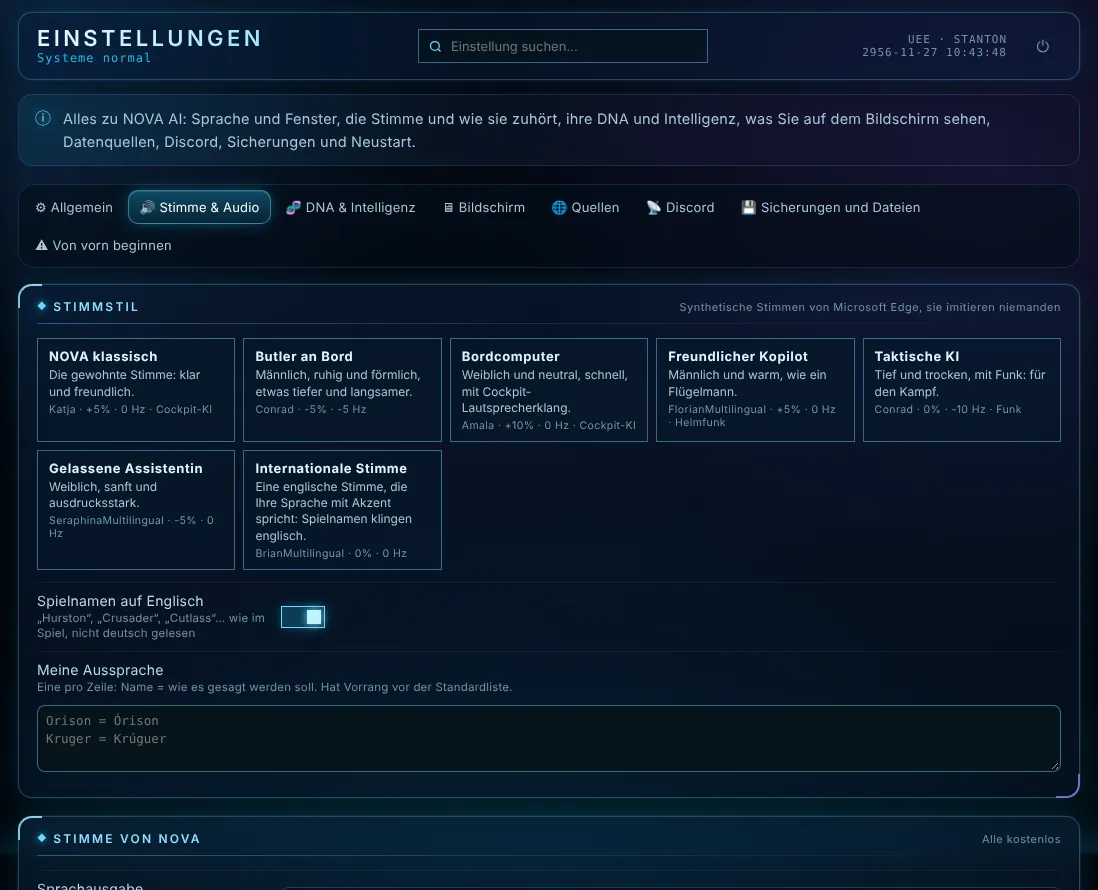 EINSTELLUNGEN
Systeme normal
Einstellung suchen...
UEE · STANTON
2956-11-27 10:43:48
Alles zu NOVA AI: Sprache und Fenster, die Stimme und wie sie zuhört, ihre DNA und Intelligenz, was Sie auf dem Bildschirm sehen,
Datenquellen, Discord, Sicherungen und Neustart.
Allgemein
Stimme & Audio
DNA & Intelligenz
Bildschirm
Quellen
Discord
Sicherungen und Dateien
Von vorn beginnen
STIMMSTIL
Synthetische Stimmen von Microsoft Edge, sie imitieren niemanden
NOVA klassisch
Die gewohnte Stimme: klar
und freundlich.
Katja · +5% · 0 Hz · Cockpit-KI
Butler an Bord
Männlich, ruhig und förmlich,
etwas tiefer und langsamer.
Conrad · -5% · -5 Hz
Bordcomputer
Weiblich und neutral, schnell,
mit Cockpit-
Lautsprecherklang.
Amala · +10% · 0 Hz · Cockpit-KI
Freundlicher Kopilot
Männlich und warm, wie ein
Flügelmann.
FlorianMultilingual · +5% · 0 Hz
· Helmfunk
Taktische KI
Tief und trocken, mit Funk: für
den Kampf.
Conrad · 0% · -10 Hz · Funk
Gelassene Assistentin
Weiblich, sanft und
ausdrucksstark.
SeraphinaMultilingual · -5% · 0
Hz
Internationale Stimme
Eine englische Stimme, die
Ihre Sprache mit Akzent
spricht: Spielnamen klingen
englisch.
BrianMultilingual · 0% · 0 Hz
Spielnamen auf Englisch
„Hurston“, „Crusader“, „Cutlass“... wie im
Spiel, nicht deutsch gelesen
Meine Aussprache
Eine pro Zeile: Name = wie es gesagt werden soll. Hat Vorrang vor der Standardliste.
Orison = Órison
Kruger = Krúguer
STIMME VON NOVA
Alle kostenlos
Sprachausgabe